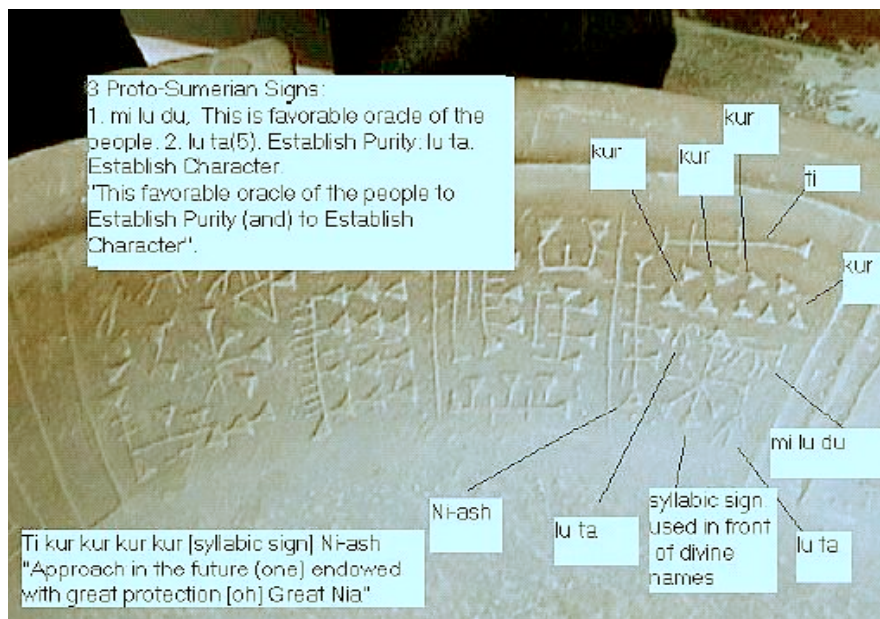 3 Proto-Sumerian Signs:
1. mi lu du, This is favorable oracle of the
people. 2. lu ta(5). Establish Purity: lu ta.
Establish Character.
"This favorable oracle of the people to
Establish Purity (and) to Establish
Character".
kur
kur
kur
ti
kur
mi lu du
Ni-ash
lu ta
syllabic sign
used in front
of divine
names
lu ta
Ti kur kur kur kur [syllabic sign] Ni-ash
"Approach in the future (one) endowed
with great protection [oh] Great Nia"